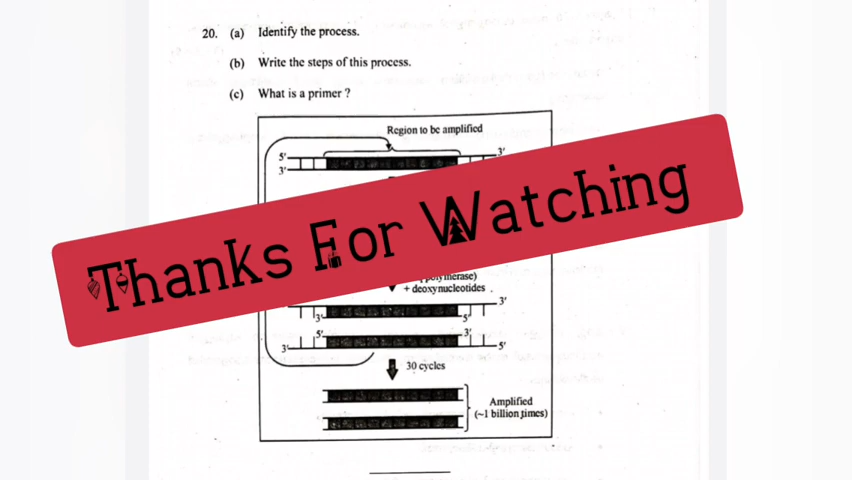 20. (a) Identify the process.
(b) Write the steps of this process.
(c) What is a primer ?
Region to be amplified
5' 3'
3'
Thanks For Watching
+ deoxynucleotides
3'
3' 5'
5' 3'
3' 5'
30 cycles
Amplified
(~1 billion times)